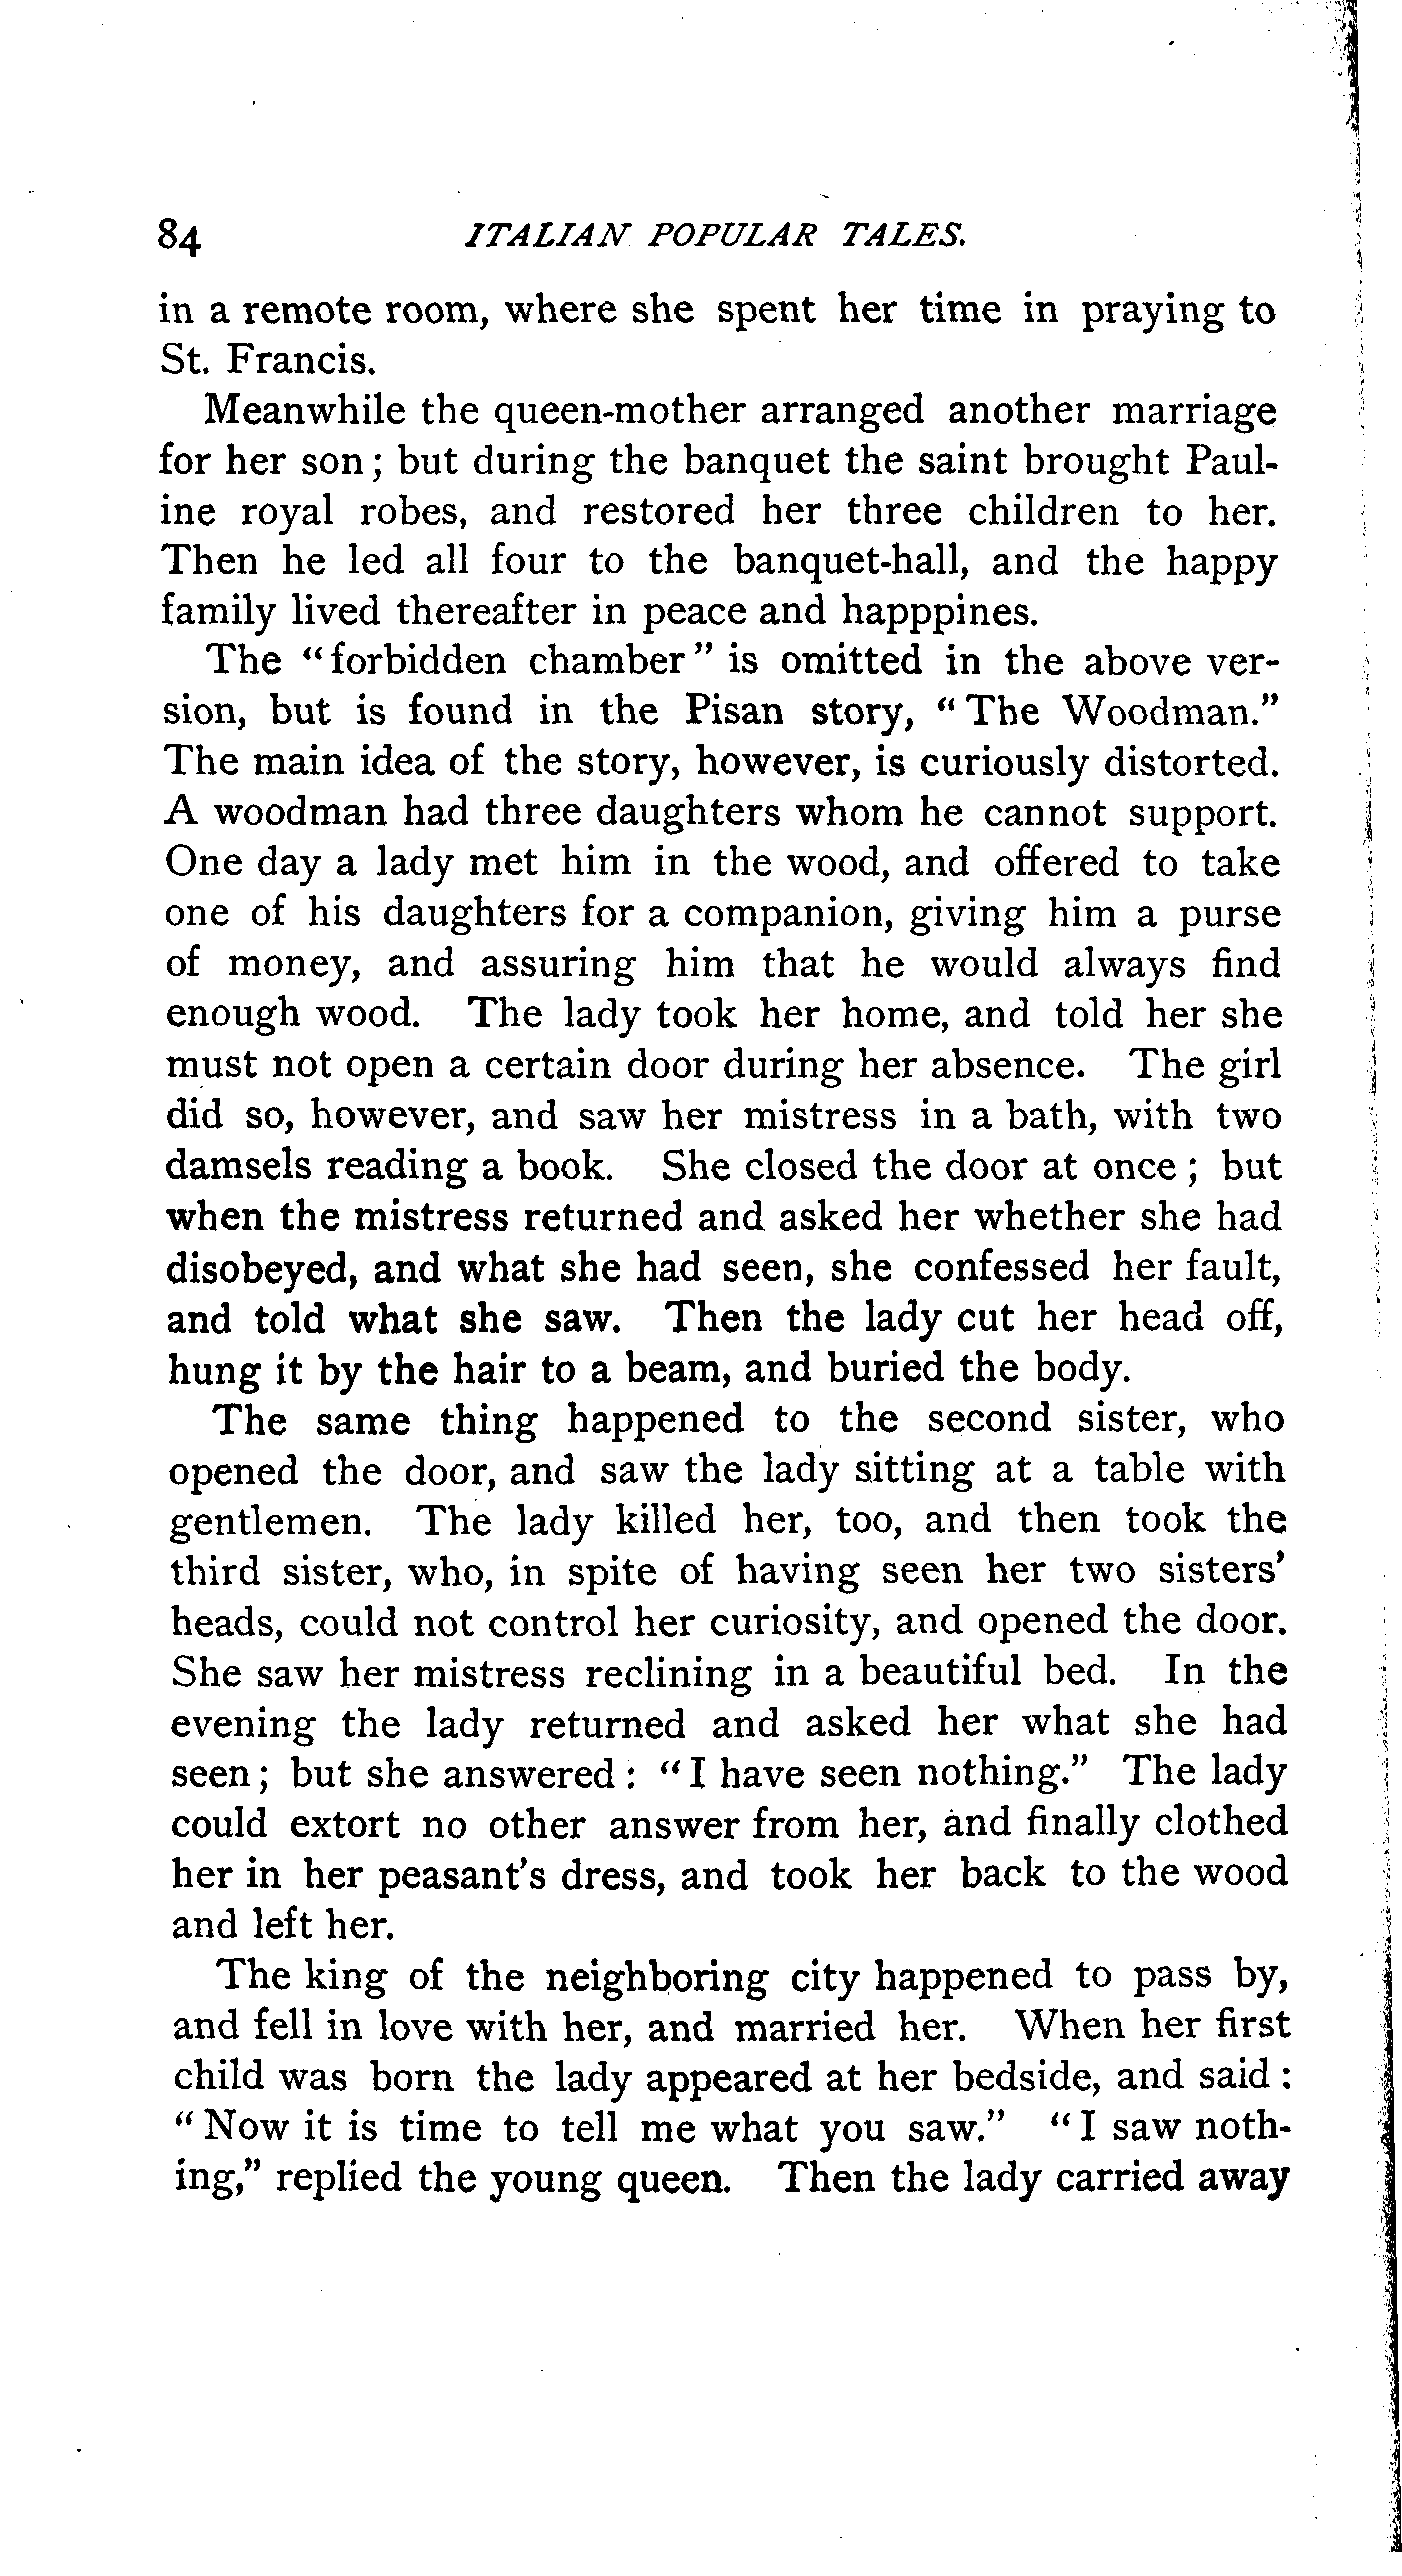 84 ITALIAN POPULAR TALES.
in a remote room, where she spent her time in praying to
St. Francis.
Meanwhile the queen-mother arranged another marriage
for her son; but during the banquet the saint brought Paul-
ine royal robes, and restored her three children to her.
Then he led all four to the banquet-hall, and the happy
family lived thereafter in peace and happpines.
The "forbidden chamber" is omitted in the above ver-
sion, but is found in the Pisan story, "The Woodman."
The main idea of the story, however, is curiously distorted.
A woodman had three daughters whom he cannot support.
One day a lady met him in the wood, and offered to take
one of his daughters for a companion, giving him a purse
of money, and assuring him that he would always find
enough wood. The lady took her home, and told her she
must not open a certain door during her absence. The girl
did so, however, and saw her mistress in a bath, with two
damsels reading a book. She closed the door at once; but
when the mistress returned and asked her whether she had
disobeyed, and what she had seen, she confessed her fault,
and told what she saw. Then the lady cut her head off,
hung it by the hair to a beam, and buried the body.
The same thing happened to the second sister, who
opened the door, and saw the lady sitting at a table with
gentlemen. The lady killed her, too, and then took the
third sister, who, in spite of having seen her two sisters'
heads, could not control her curiosity, and opened the door.
She saw her mistress reclining in a beautiful bed. In the
evening the lady returned and asked her what she had
seen; but she answered: "I have seen nothing." The lady
could extort no other answer from her, and finally clothed
her in her peasant's dress, and took her back to the wood
and left her.
The king of the neighboring city happened to pass by,
and fell in love with her, and married her. When her first
child was born the lady appeared at her bedside, and said:
"Now it is time to tell me what you saw." "I saw noth-
ing," replied the young queen. Then the lady carried away